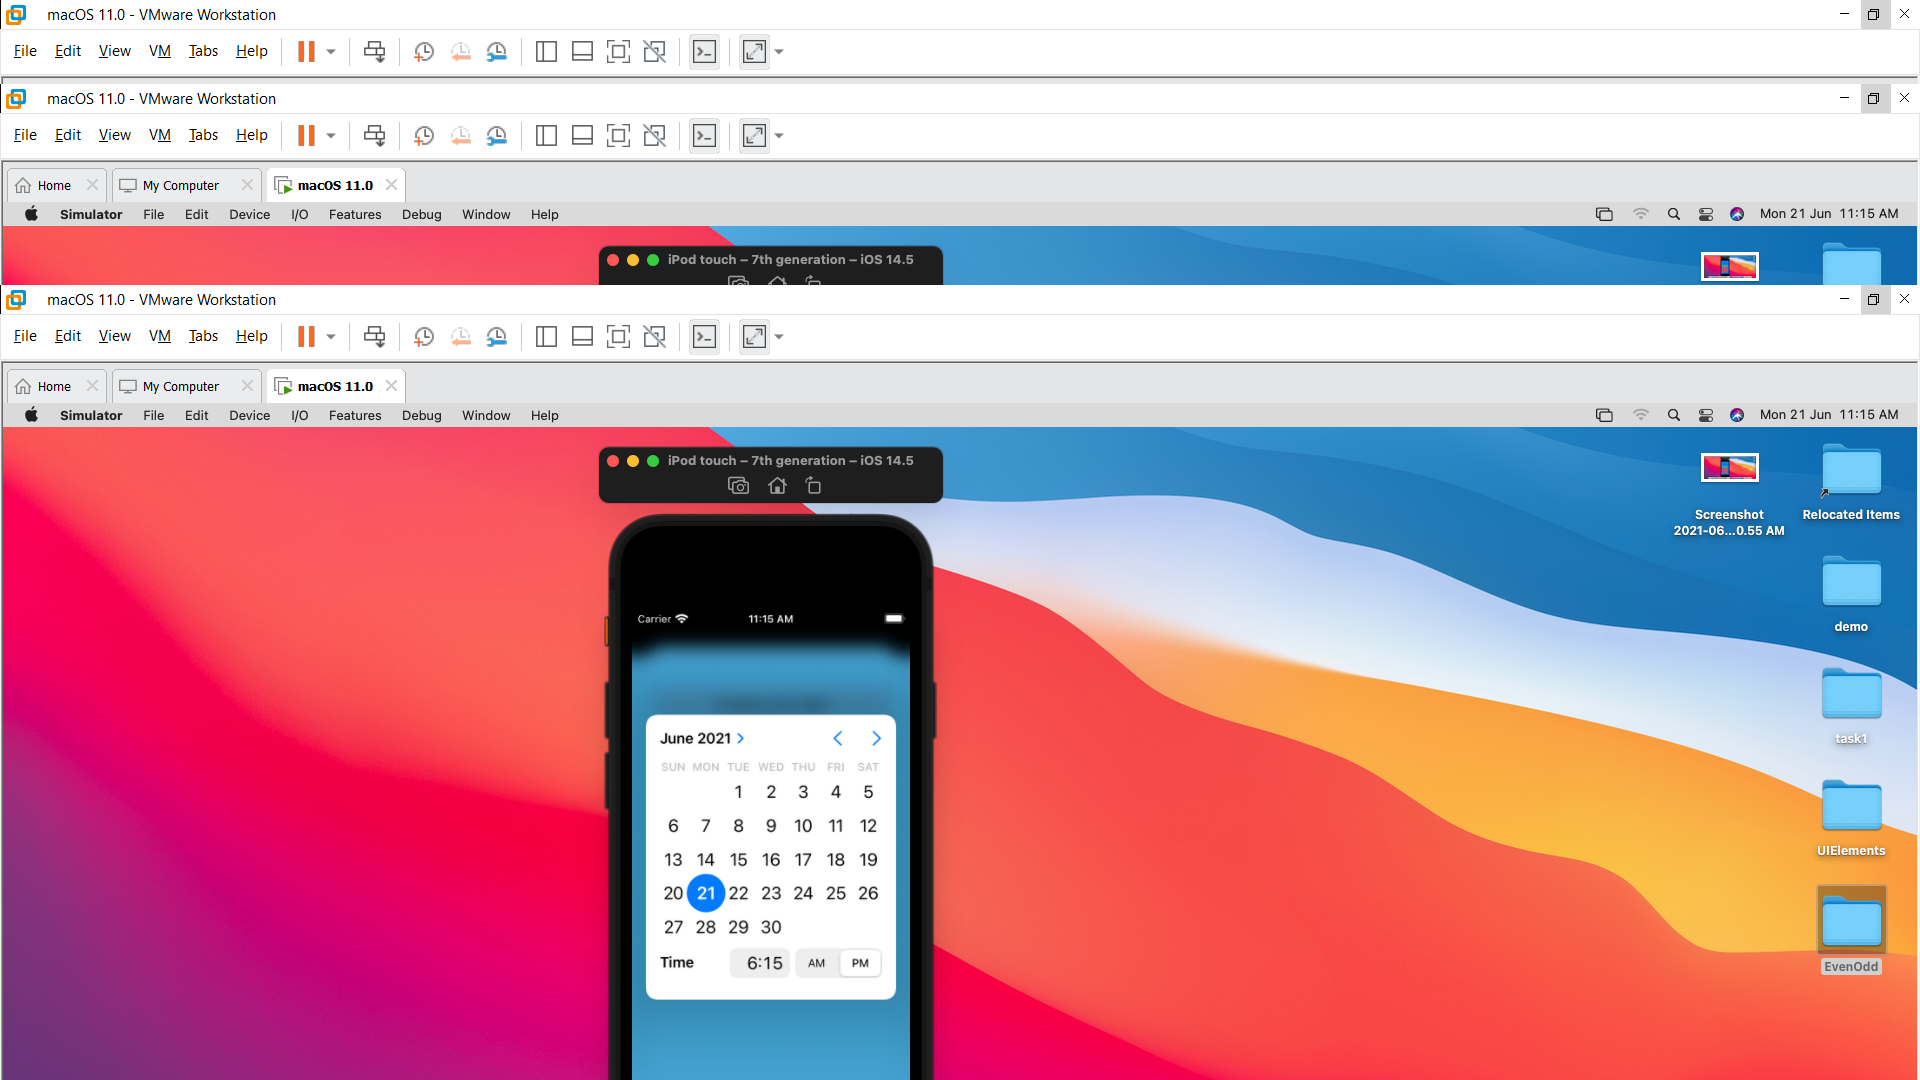 macOS 11.0 - VMware Workstation
File Edit View VM Tabs Help
macOS 11.0 - VMware Workstation
File Edit View VM Tabs Help
Home My Computer macOS 11.0
Simulator File Edit Device I/O Features Debug Window Help Mon 21 Jun 11:15 AM
iPod touch – 7th generation – iOS 14.5
macOS 11.0 - VMware Workstation
File Edit View VM Tabs Help
Home My Computer macOS 11.0
Simulator File Edit Device I/O Features Debug Window Help Mon 21 Jun 11:15 AM
iPod touch – 7th generation – iOS 14.5
Screenshot
2021-06...0.55 AM
Relocated Items
demo
task1
UIElements
EvenOdd
Carrier 11:15 AM
June 2021
SUN MON TUE WED THU FRI SAT
1 2 3 4 5
6 7 8 9 10 11 12
13 14 15 16 17 18 19
20 21 22 23 24 25 26
27 28 29 30
Time 6:15 AM PM